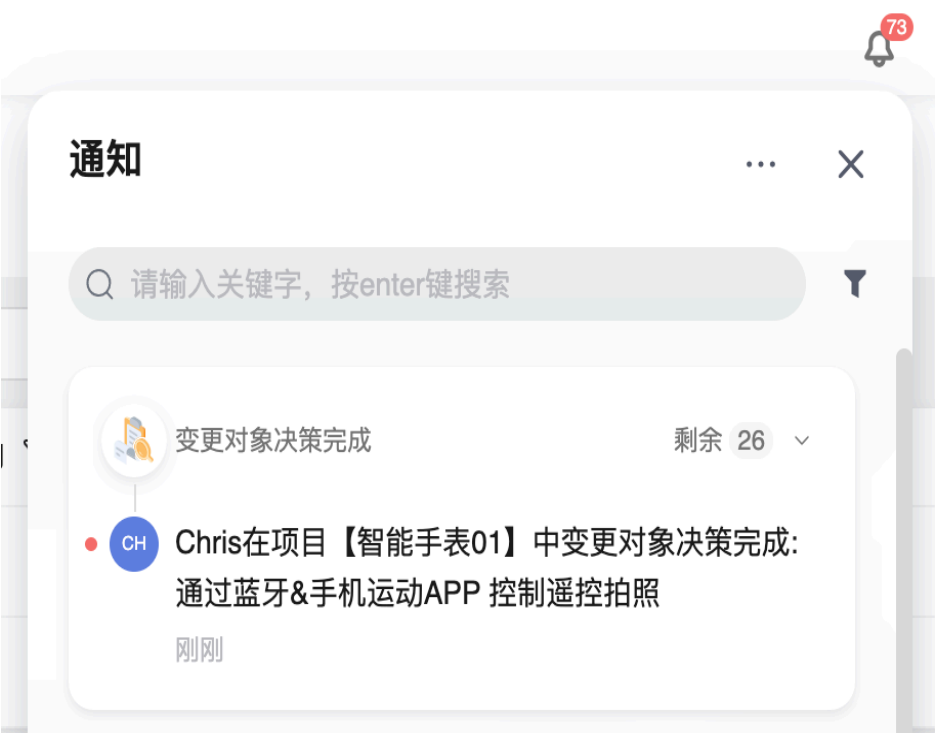 73
通知
请输入关键字，按enter键搜索
变更对象决策完成
剩余 26
CH
Chris在项目【智能手表01】中变更对象决策完成:
通过蓝牙&手机运动APP 控制遥控拍照
刚刚